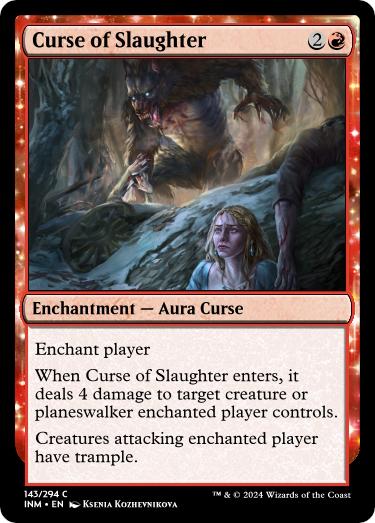 Curse of Slaughter 2
Enchantment — Aura Curse
Enchant player
When Curse of Slaughter enters, it
deals 4 damage to target creature or
planeswalker enchanted player controls.
Creatures attacking enchanted player
have trample.
143/294 C
INM • EN Ksenia Kozhevnikova ™ & © 2024 Wizards of the Coast